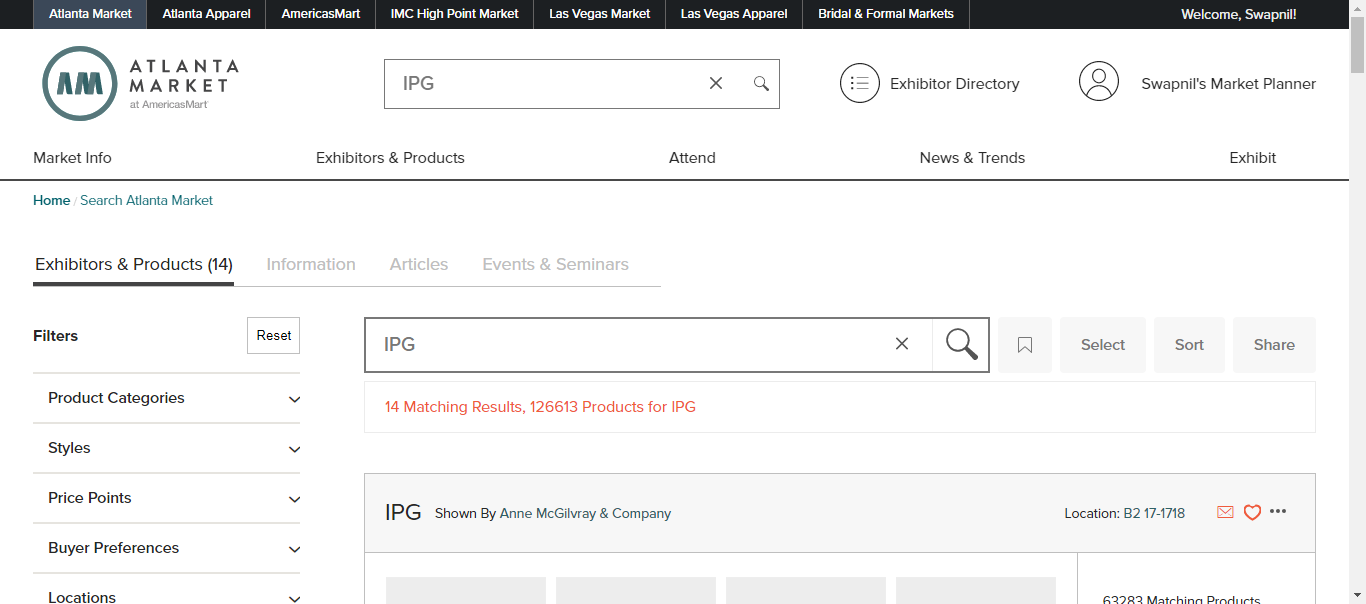 Atlanta Market Atlanta Apparel AmericasMart IMC High Point Market Las Vegas Market Las Vegas Apparel Bridal & Formal Markets Welcome, Swapnil!
AM ATLANTA
MARKET
at AmericasMart
IPG
Exhibitor Directory
Swapnil's Market Planner
Market Info Exhibitors & Products Attend News & Trends Exhibit
Home / Search Atlanta Market
Exhibitors & Products (14) Information Articles Events & Seminars
Filters Reset
IPG
Select Sort Share
Product Categories
14 Matching Results, 126613 Products for IPG
Styles
Price Points
IPG Shown By Anne McGilvray & Company Location: B2 17-1718
Buyer Preferences
Locations
63283 Matching Products